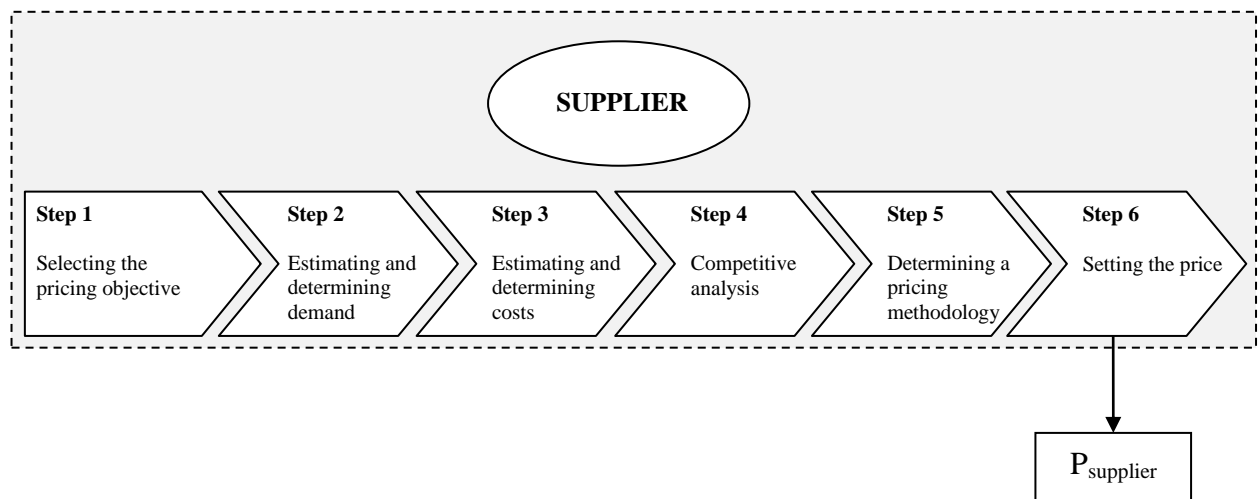 SUPPLIER
Step 1
Selecting the
pricing objective
Step 2
Estimating and
determining
demand
Step 3
Estimating and
determining
costs
Step 4
Competitive
analysis
Step 5
Determining a
pricing
methodology
Step 6
Setting the price
Psupplier